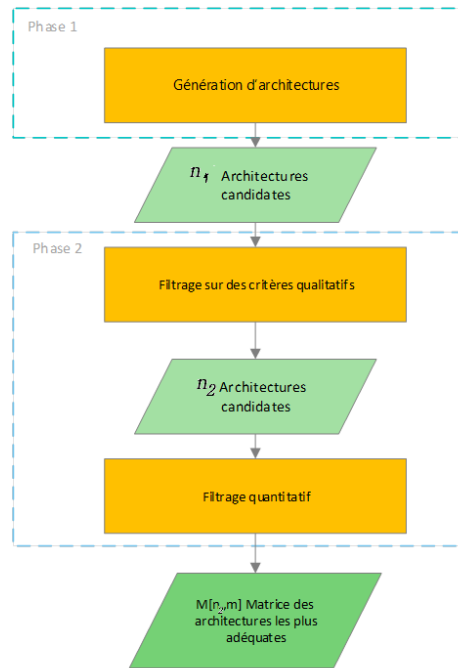 Phase 1
Génération d'architectures
n₁ Architectures
candidates
Phase 2
Filtrage sur des critères qualitatifs
n₂ Architectures
candidates
Filtrage quantitatif
M[n₂,m] Matrice des
architectures les plus
adéquates